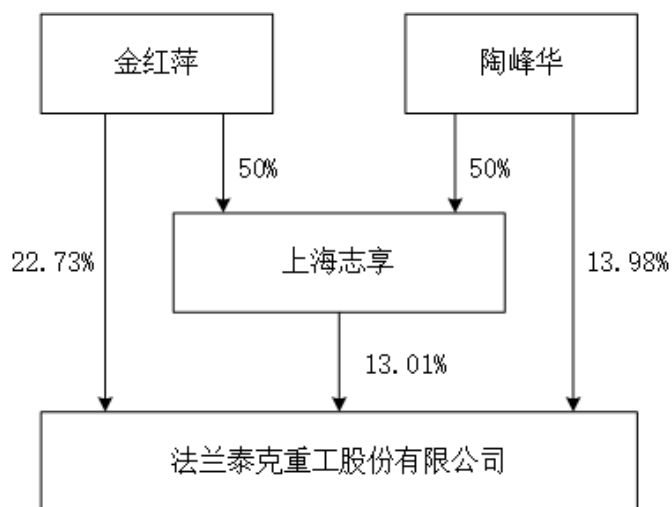 金红萍
陶峰华
50%
50%
22.73%
上海志享
13.98%
13.01%
法兰泰克重工股份有限公司